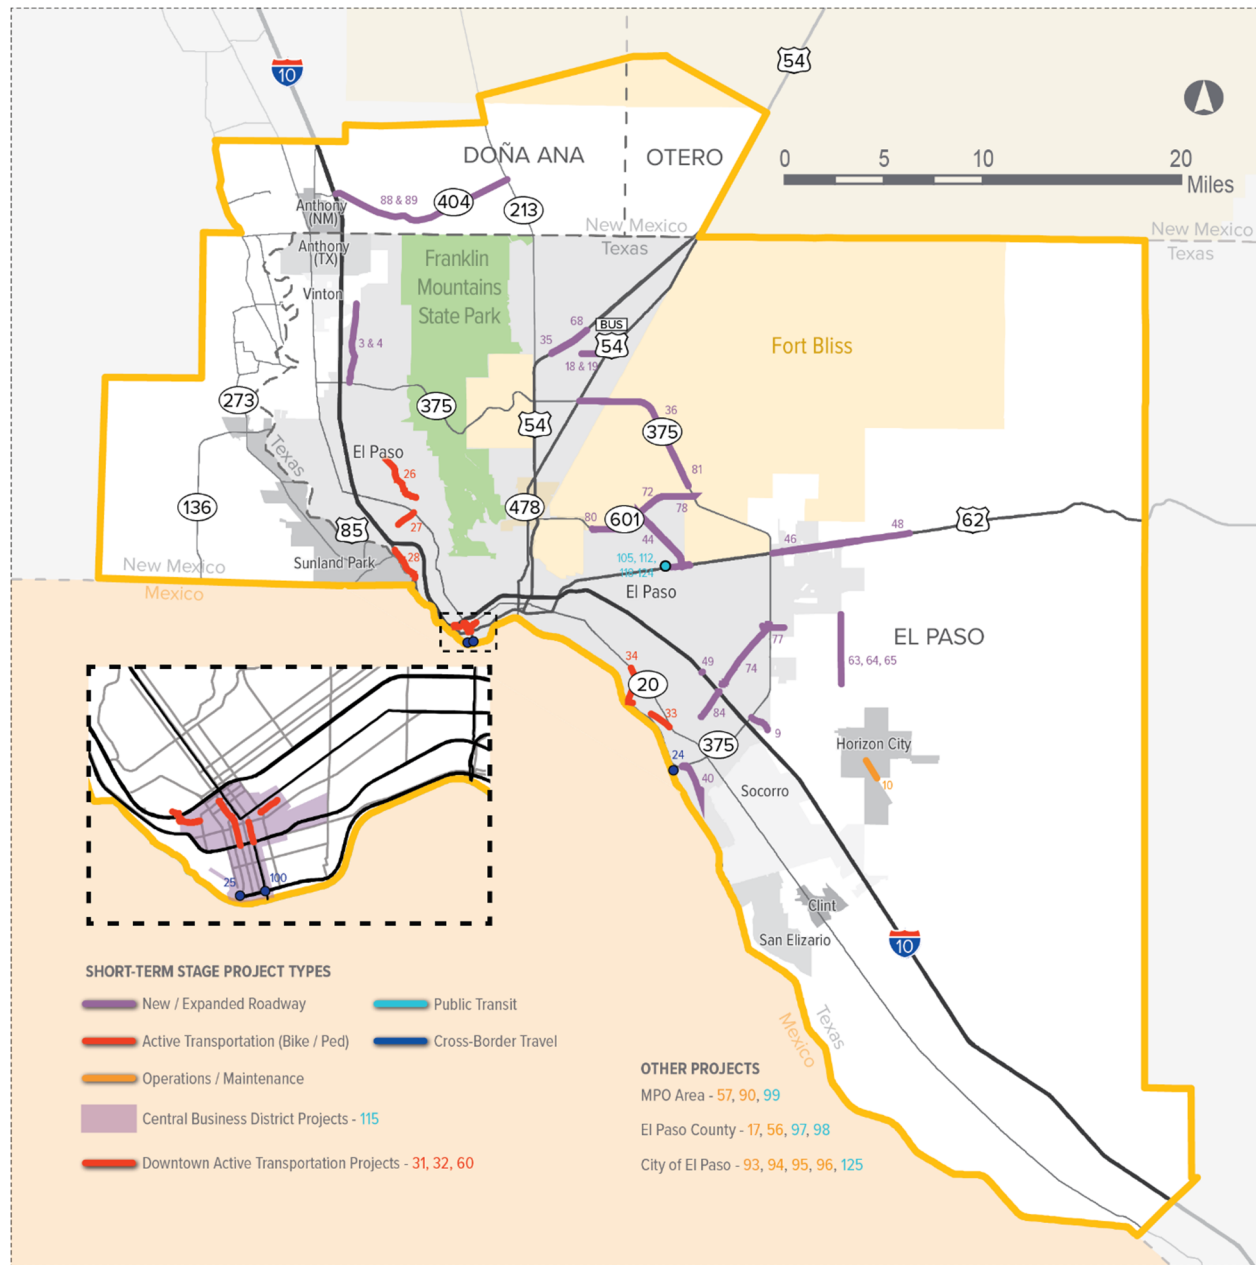 10
54
0 5 10 20
Miles
DOÑA ANA
OTERO
88 & 89
404
213
Anthony
(NM)
New Mexico
Texas
New Mexico
Texas
Anthony
(TX)
Franklin
Mountains
State Park
Vinton
3 & 4
68
BUS
54
35
18 & 19
Fort Bliss
273
375
54
36
375
Texas
El Paso
26
81
136
85
27
478
72
78
80
601
44
48
62
46
New Mexico
Mexico
Sunland Park
28
105, 112,
El Paso
EL PASO
77
34
20
49
74
63, 64, 65
33
84
9
375
24
40
Horizon City
10
Socorro
25
100
Clint
San Elizario
10
Texas
Mexico
SHORT-TERM STAGE PROJECT TYPES
New / Expanded Roadway
Public Transit
Active Transportation (Bike / Ped)
Cross-Border Travel
Operations / Maintenance
Central Business District Projects - 115
Downtown Active Transportation Projects - 31, 32, 60
OTHER PROJECTS
MPO Area - 57, 90, 99
El Paso County - 17, 56, 97, 98
City of El Paso - 93, 94, 95, 96, 125